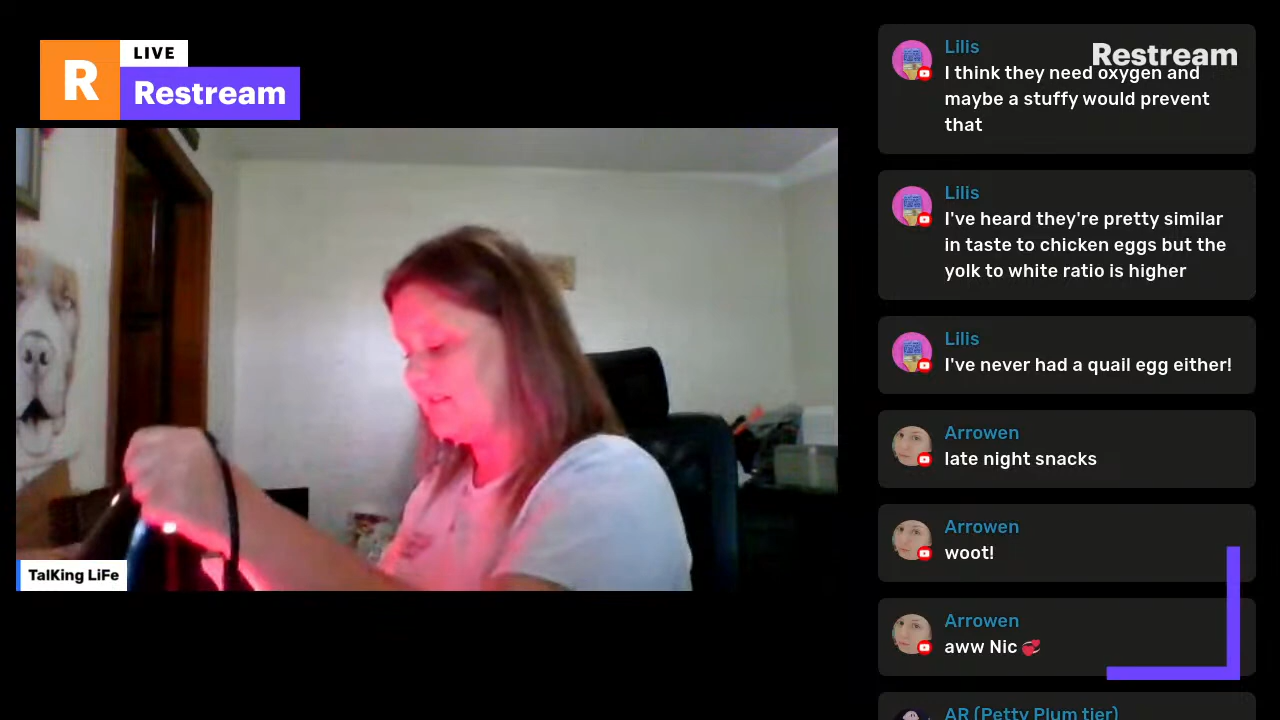 R
LIVE
Restream
TalKing LiFe
Restream
Lilis
I think they need oxygen and
maybe a stuffy would prevent
that
Lilis
I've heard they're pretty similar
in taste to chicken eggs but the
yolk to white ratio is higher
Lilis
I've never had a quail egg either!
Arrowen
late night snacks
Arrowen
woot!
Arrowen
aww Nic 💞
AR (Petty Plum tier)